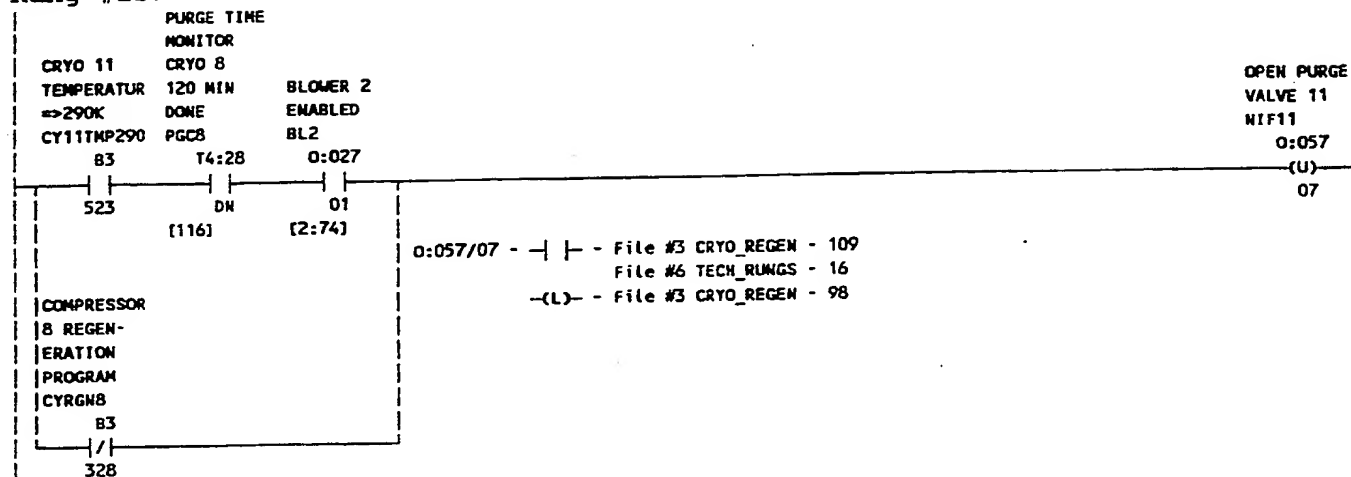 PURGE TIME
MONITOR
CRYO 11 CRYO 8 OPEN PURGE
TEMPERATUR 120 MIN BLOWER 2 VALVE 11
=>290K DONE ENABLED NIF11
CY11TMP290 PGC8 BL2 O:057
B3 T4:28 O:027
-(U)-
523 DN 01 07
[116] [2:74]
O:057/07 - -| |- - File #3 CRYO_REGEN - 109
File #6 TECH_RUNGS - 16
-(L)- - File #3 CRYO_REGEN - 98
COMPRESSOR
8 REGEN-
ERATION
PROGRAM
CYRGN8
B3
328